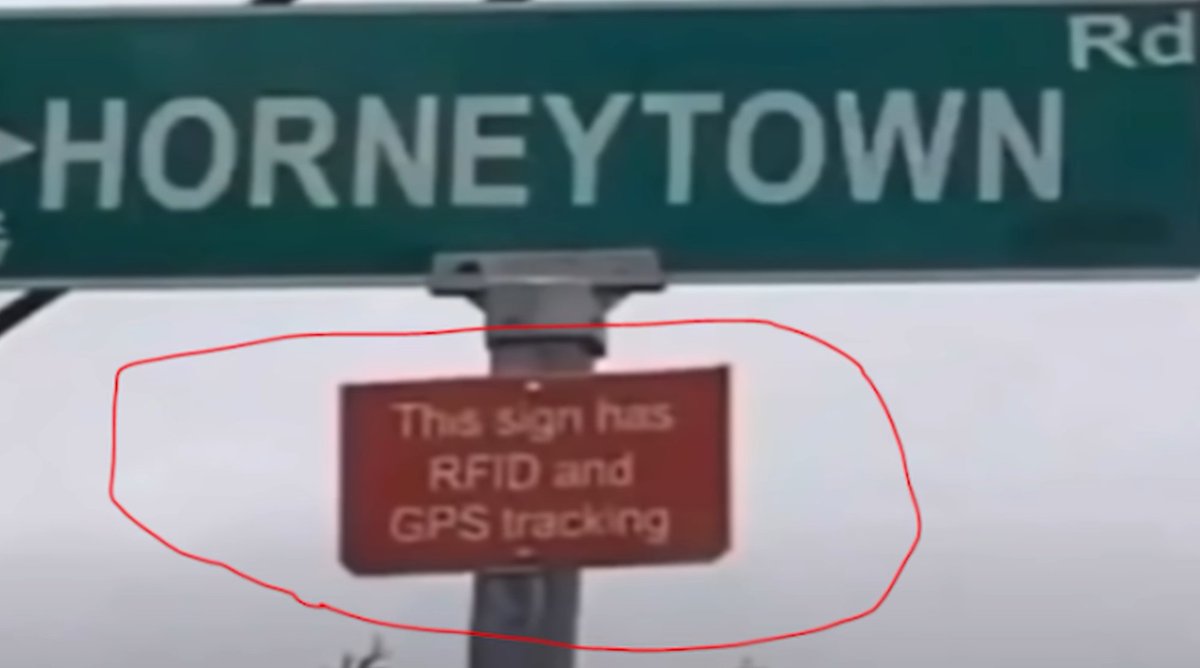 Rd
HORNEYTOWN
This sign has
RFID and
GPS tracking